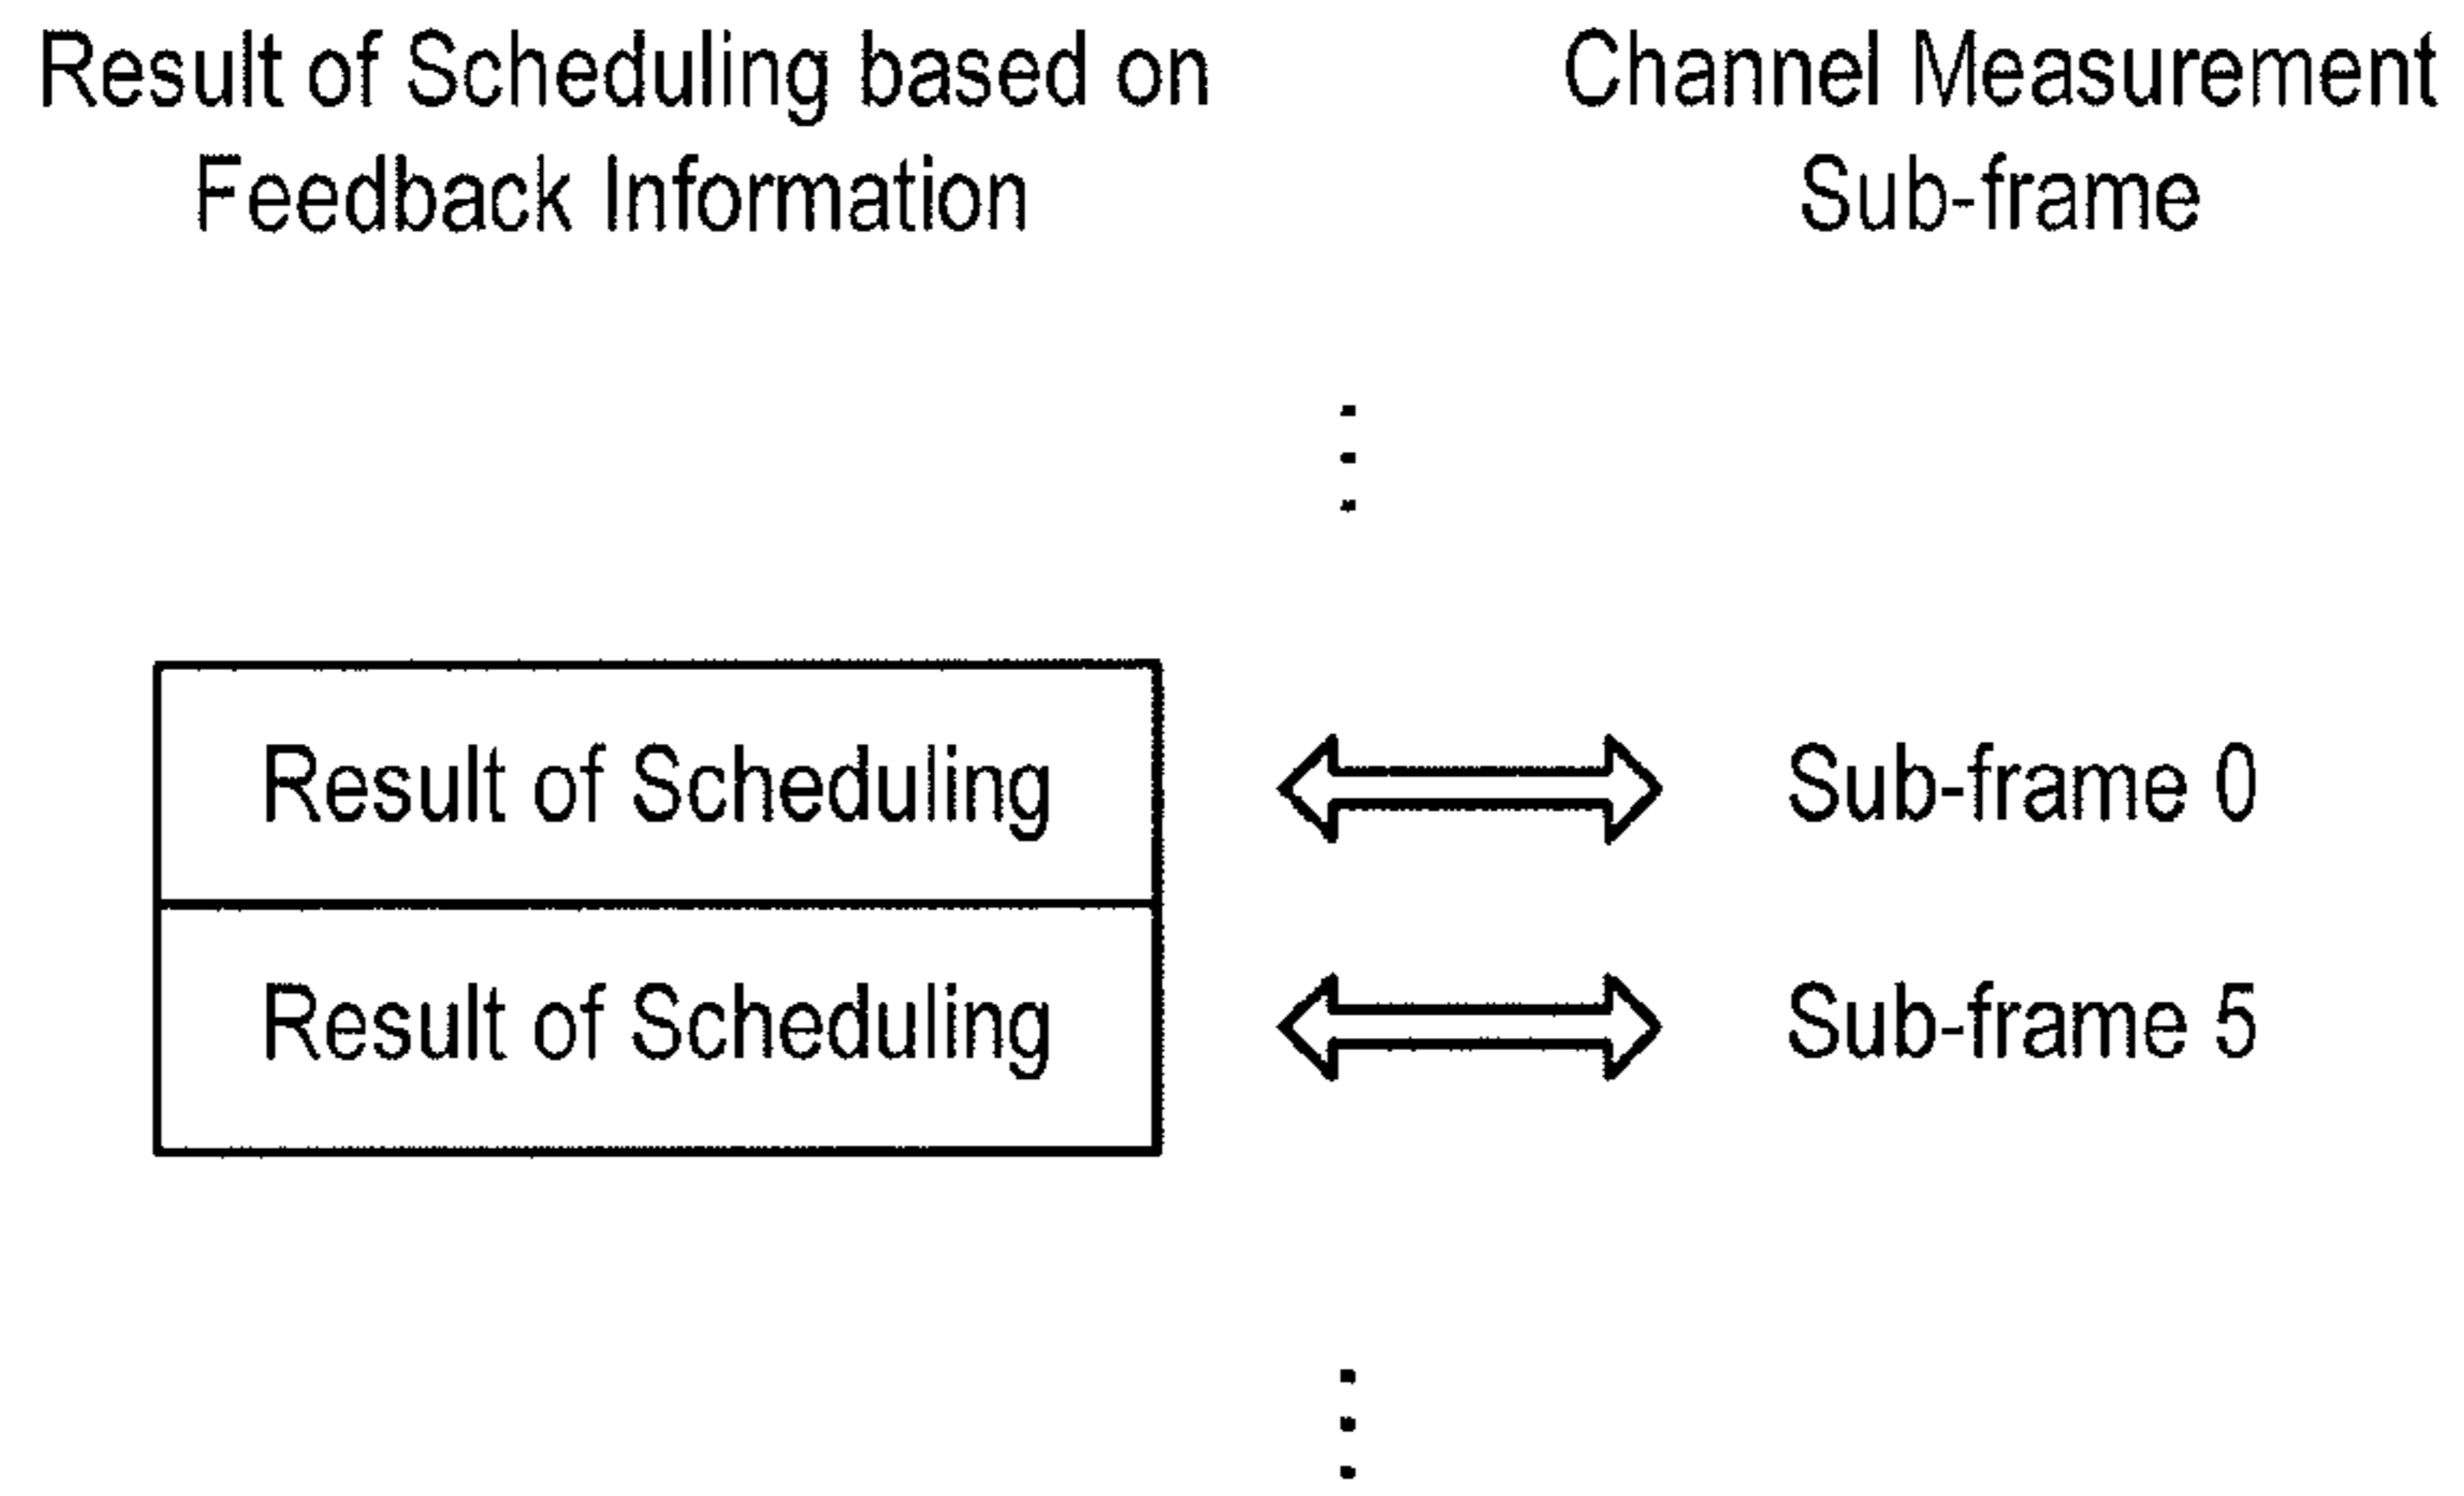 Result of Scheduling based on
Feedback Information
Channel Measurement
Sub-frame
Result of Scheduling
Sub-frame 0
Result of Scheduling
Sub-frame 5